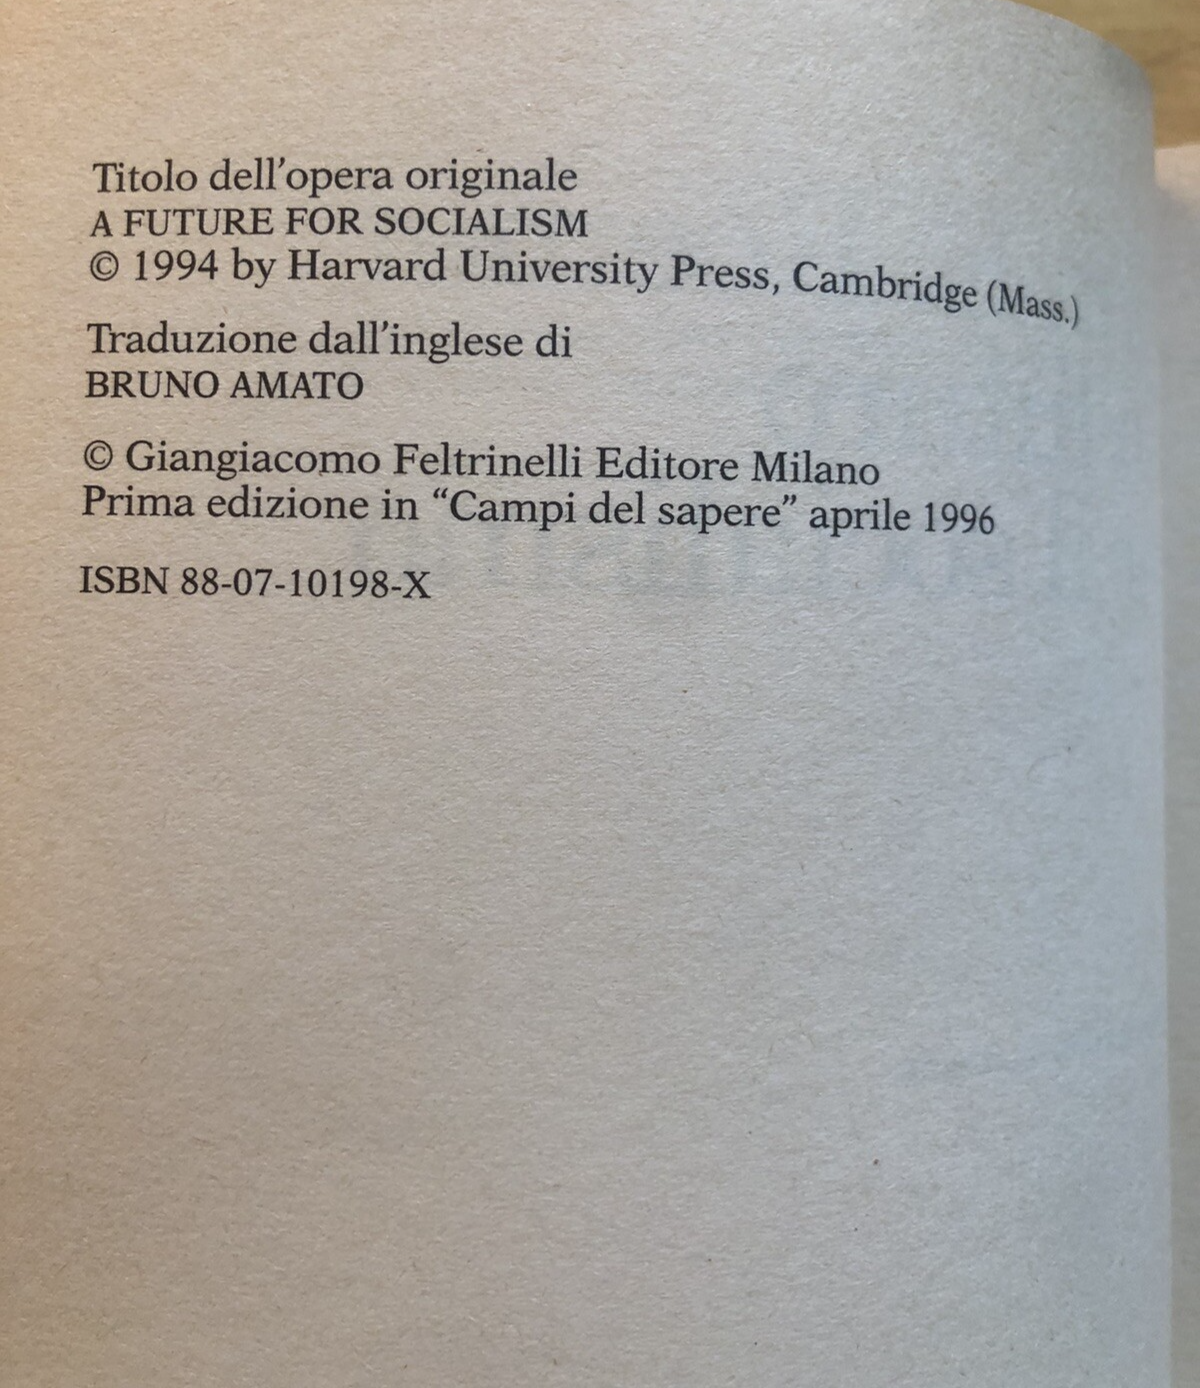 Titolo dell'opera originale
A FUTURE FOR SOCIALISM
© 1994 by Harvard University Press, Cambridge (Mass.)
Traduzione dall'inglese di
BRUNO AMATO
© Giangiacomo Feltrinelli Editore Milano
Prima edizione in “Campi del sapere” aprile 1996
ISBN 88-07-10198-X